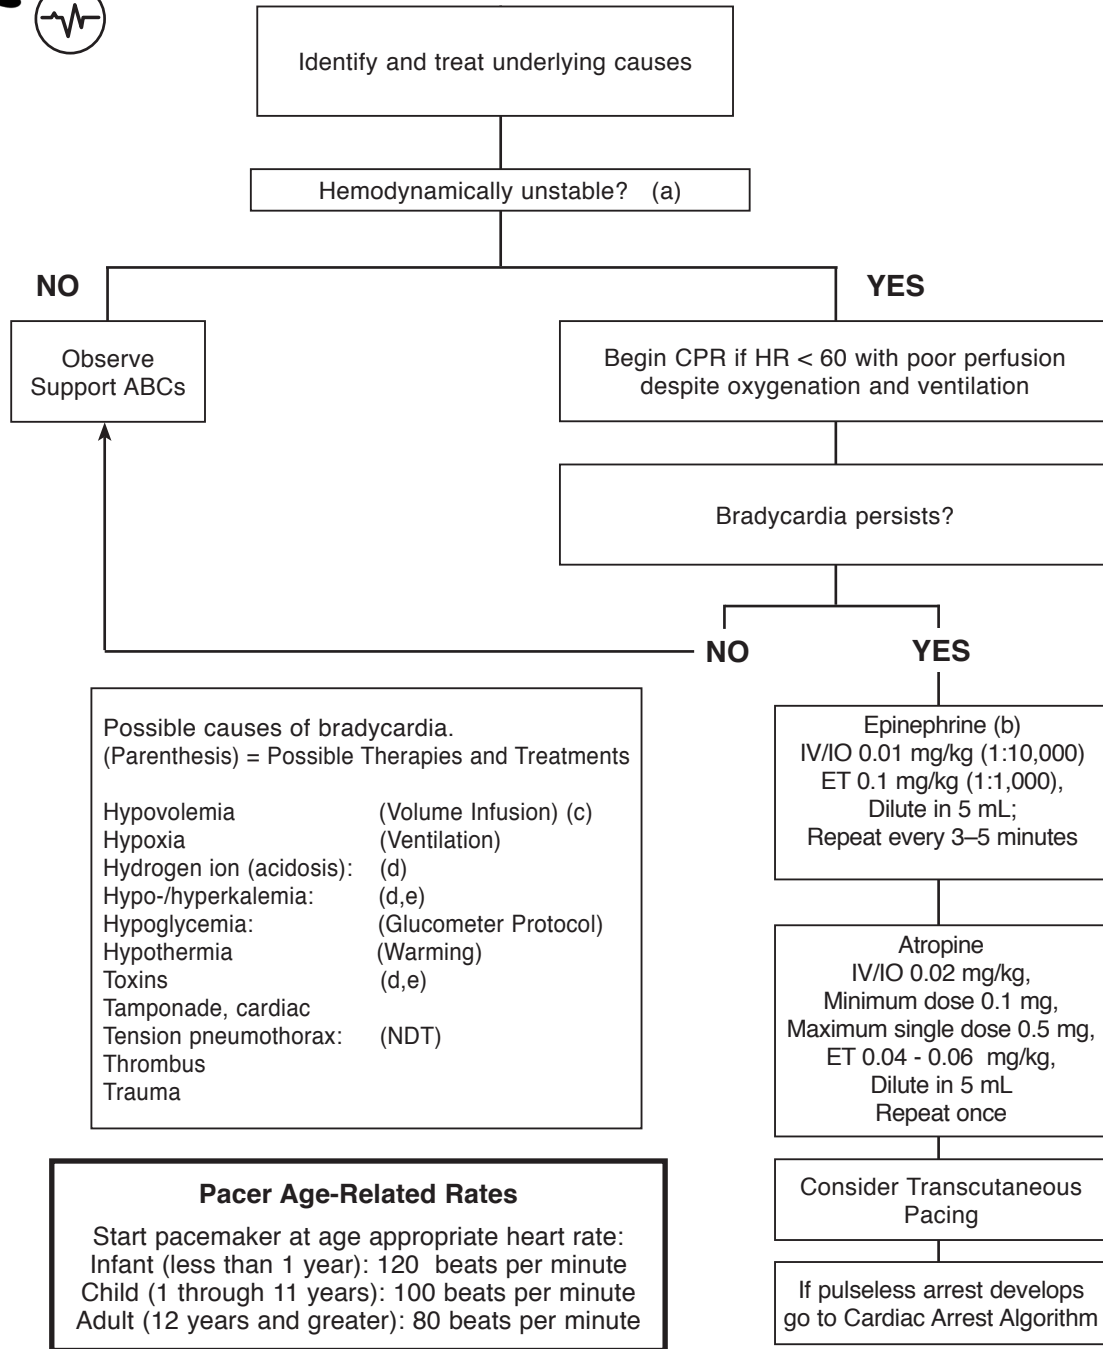 Identify and treat underlying causes
Hemodynamically unstable? (a)
NO
YES
Observe
Support ABCs
Begin CPR if HR < 60 with poor perfusion
despite oxygenation and ventilation
Bradycardia persists?
NO
YES
Possible causes of bradycardia.
(Parenthesis) = Possible Therapies and Treatments
Hypovolemia (Volume Infusion) (c)
Hypoxia (Ventilation)
Hydrogen ion (acidosis): (d)
Hypo-/hyperkalemia: (d,e)
Hypoglycemia: (Glucometer Protocol)
Hypothermia (Warming)
Toxins (d,e)
Tamponade, cardiac
Tension pneumothorax: (NDT)
Thrombus
Trauma
Epinephrine (b)
IV/IO 0.01 mg/kg (1:10,000)
ET 0.1 mg/kg (1:1,000),
Dilute in 5 mL;
Repeat every 3–5 minutes
Atropine
IV/IO 0.02 mg/kg,
Minimum dose 0.1 mg,
Maximum single dose 0.5 mg,
ET 0.04 - 0.06 mg/kg,
Dilute in 5 mL
Repeat once
Pacer Age-Related Rates
Start pacemaker at age appropriate heart rate:
Infant (less than 1 year): 120 beats per minute
Child (1 through 11 years): 100 beats per minute
Adult (12 years and greater): 80 beats per minute
Consider Transcutaneous
Pacing
If pulseless arrest develops
go to Cardiac Arrest Algorithm